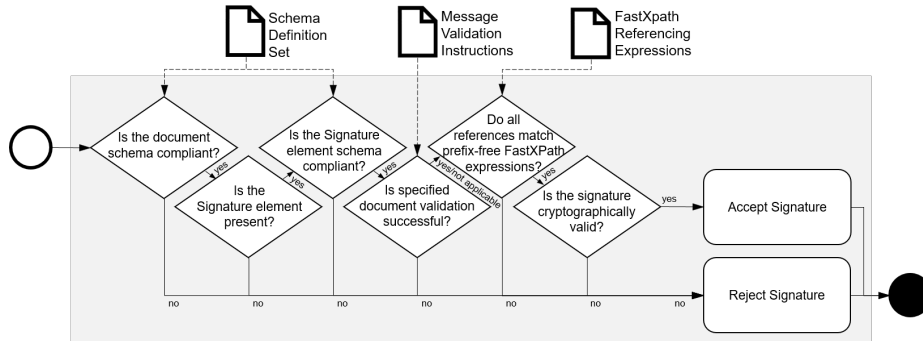 Schema
Definition
Set
Message
Validation
Instructions
FastXpath
Referencing
Expressions
Is the document
schema compliant?
yes
Is the
Signature element
present?
yes
Is the Signature
element schema
compliant?
yes
Is specified
document validation
successful?
yes/not applicable
Do all
references match
prefix-free FastXPath
expressions?
yes
Is the signature
cryptographically
valid?
yes
Accept Signature
no
no
no
no
no
no
Reject Signature